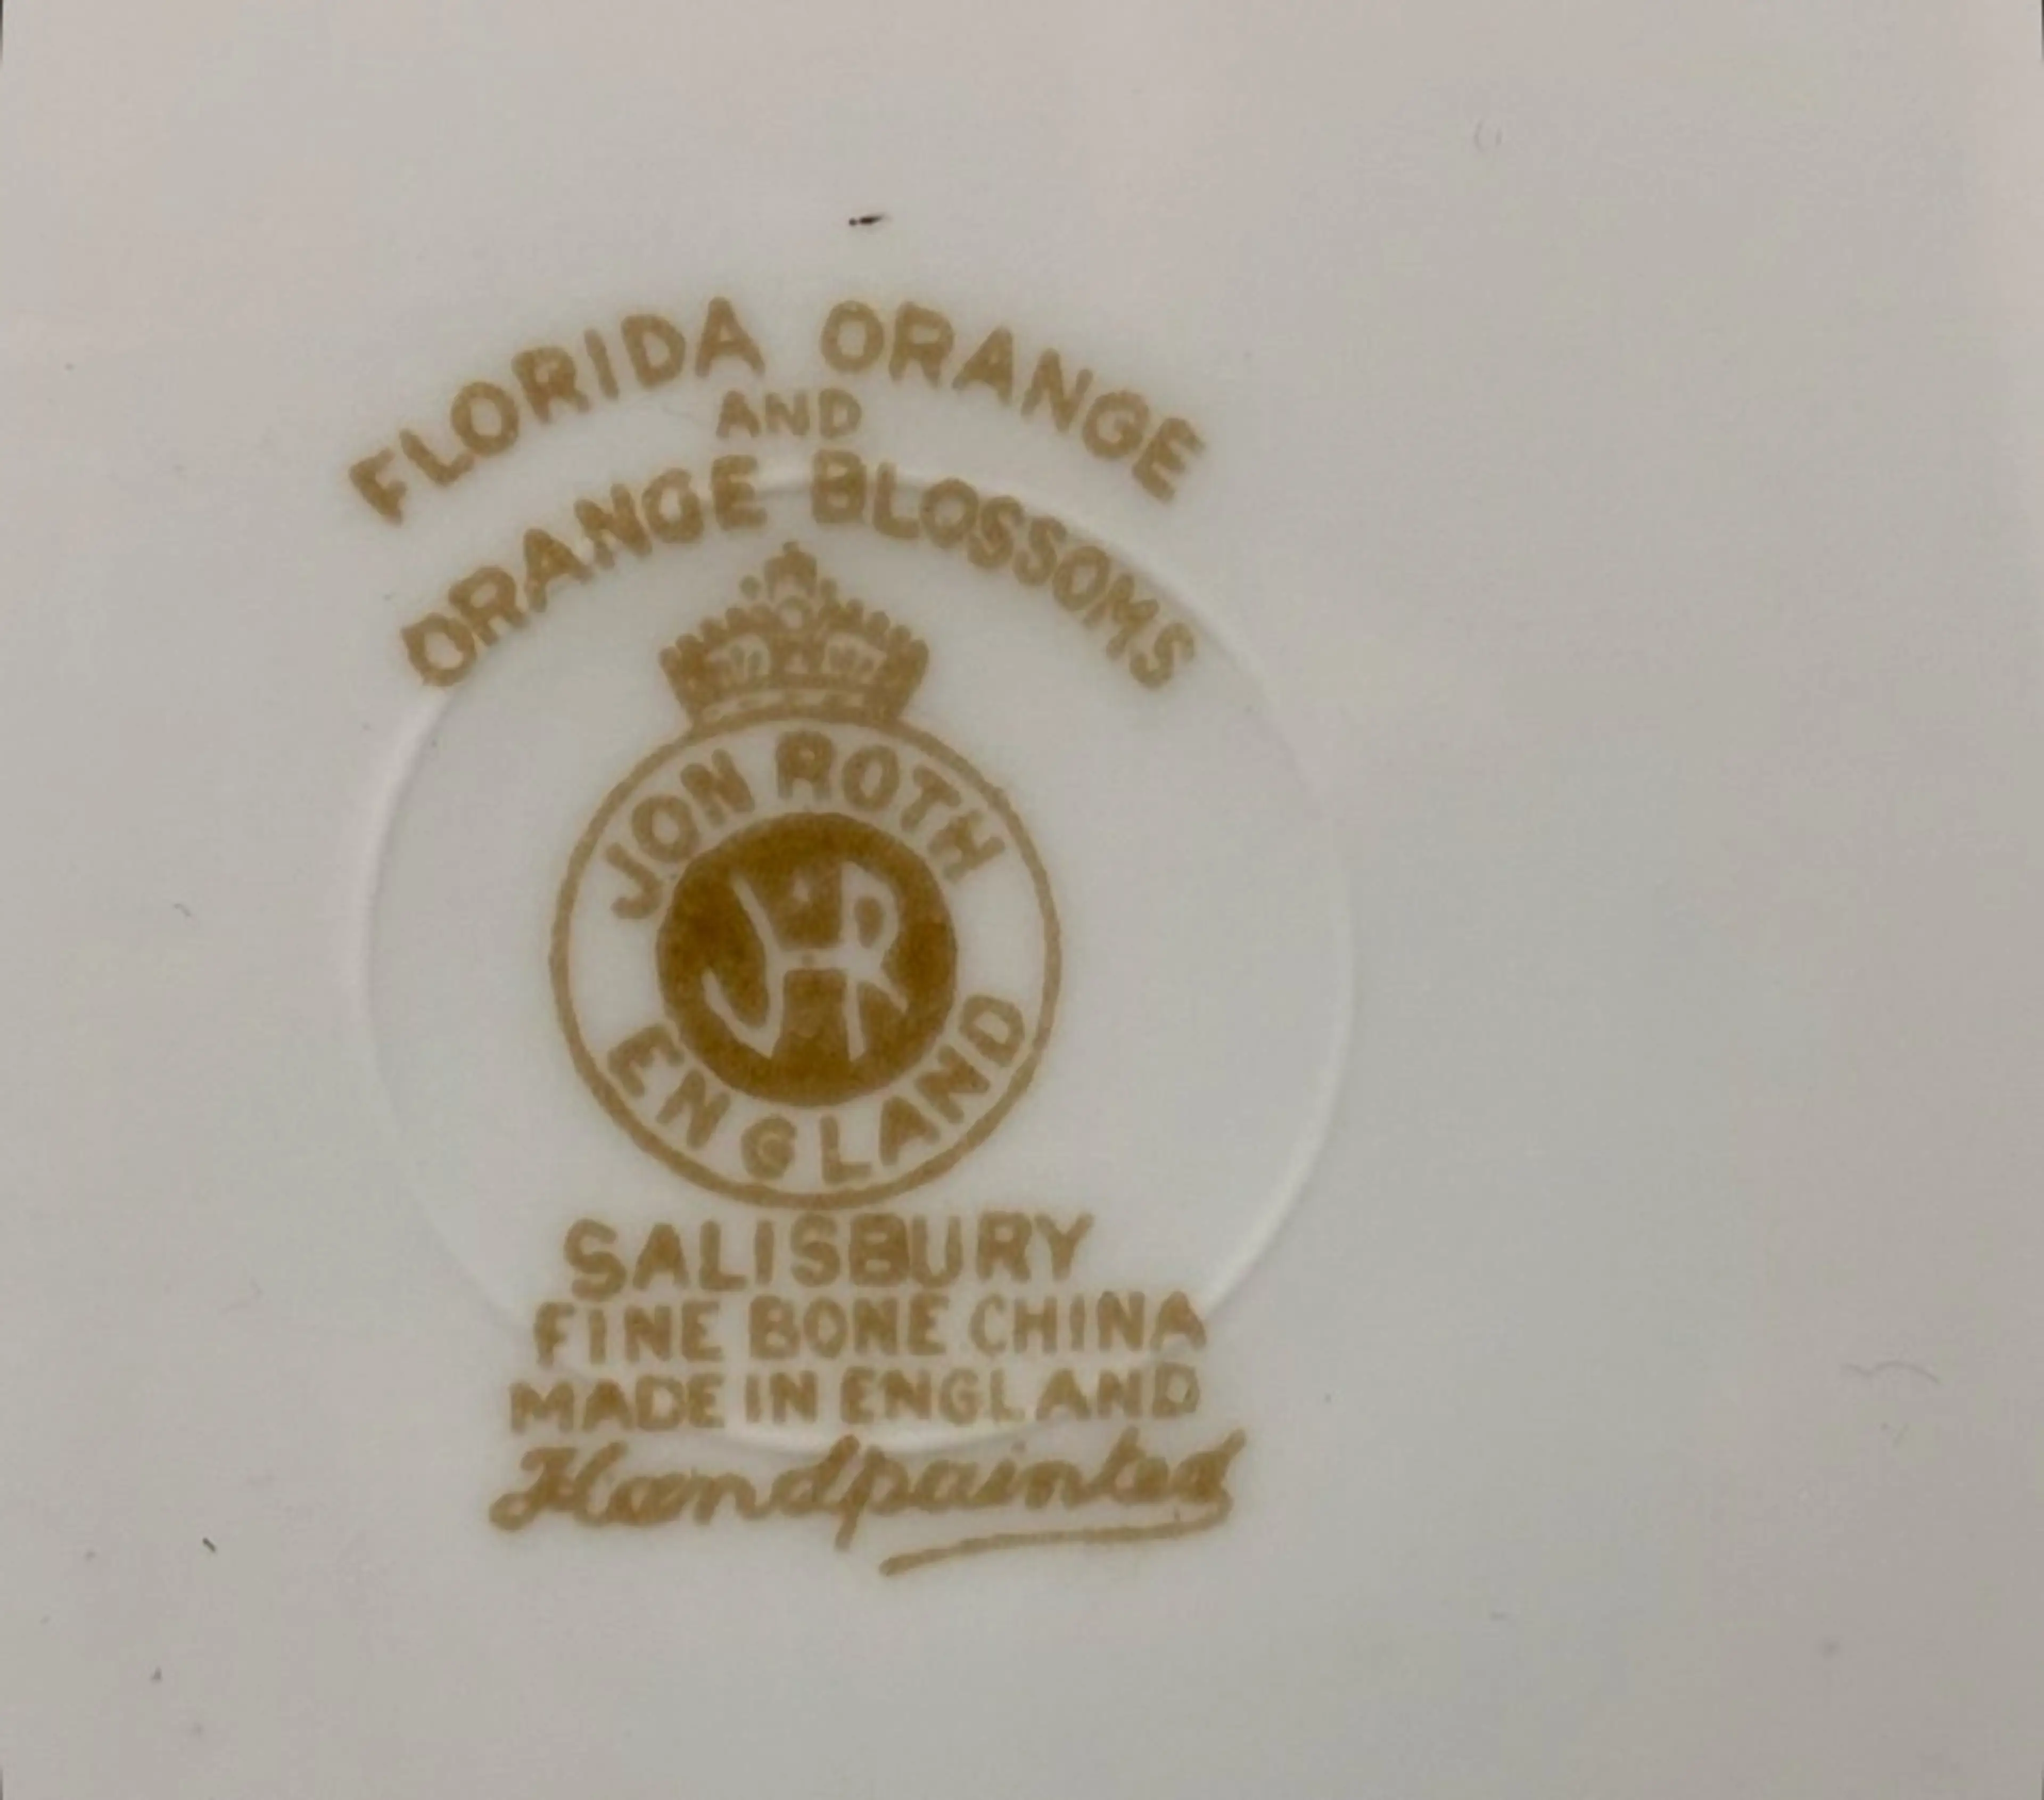 FLORIDA ORANGE
AND
ORANGE BLOSSOMS
JON ROTH
JR
ENGLAND
SALISBURY
FINE BONE CHINA
MADE IN ENGLAND
Handpainted